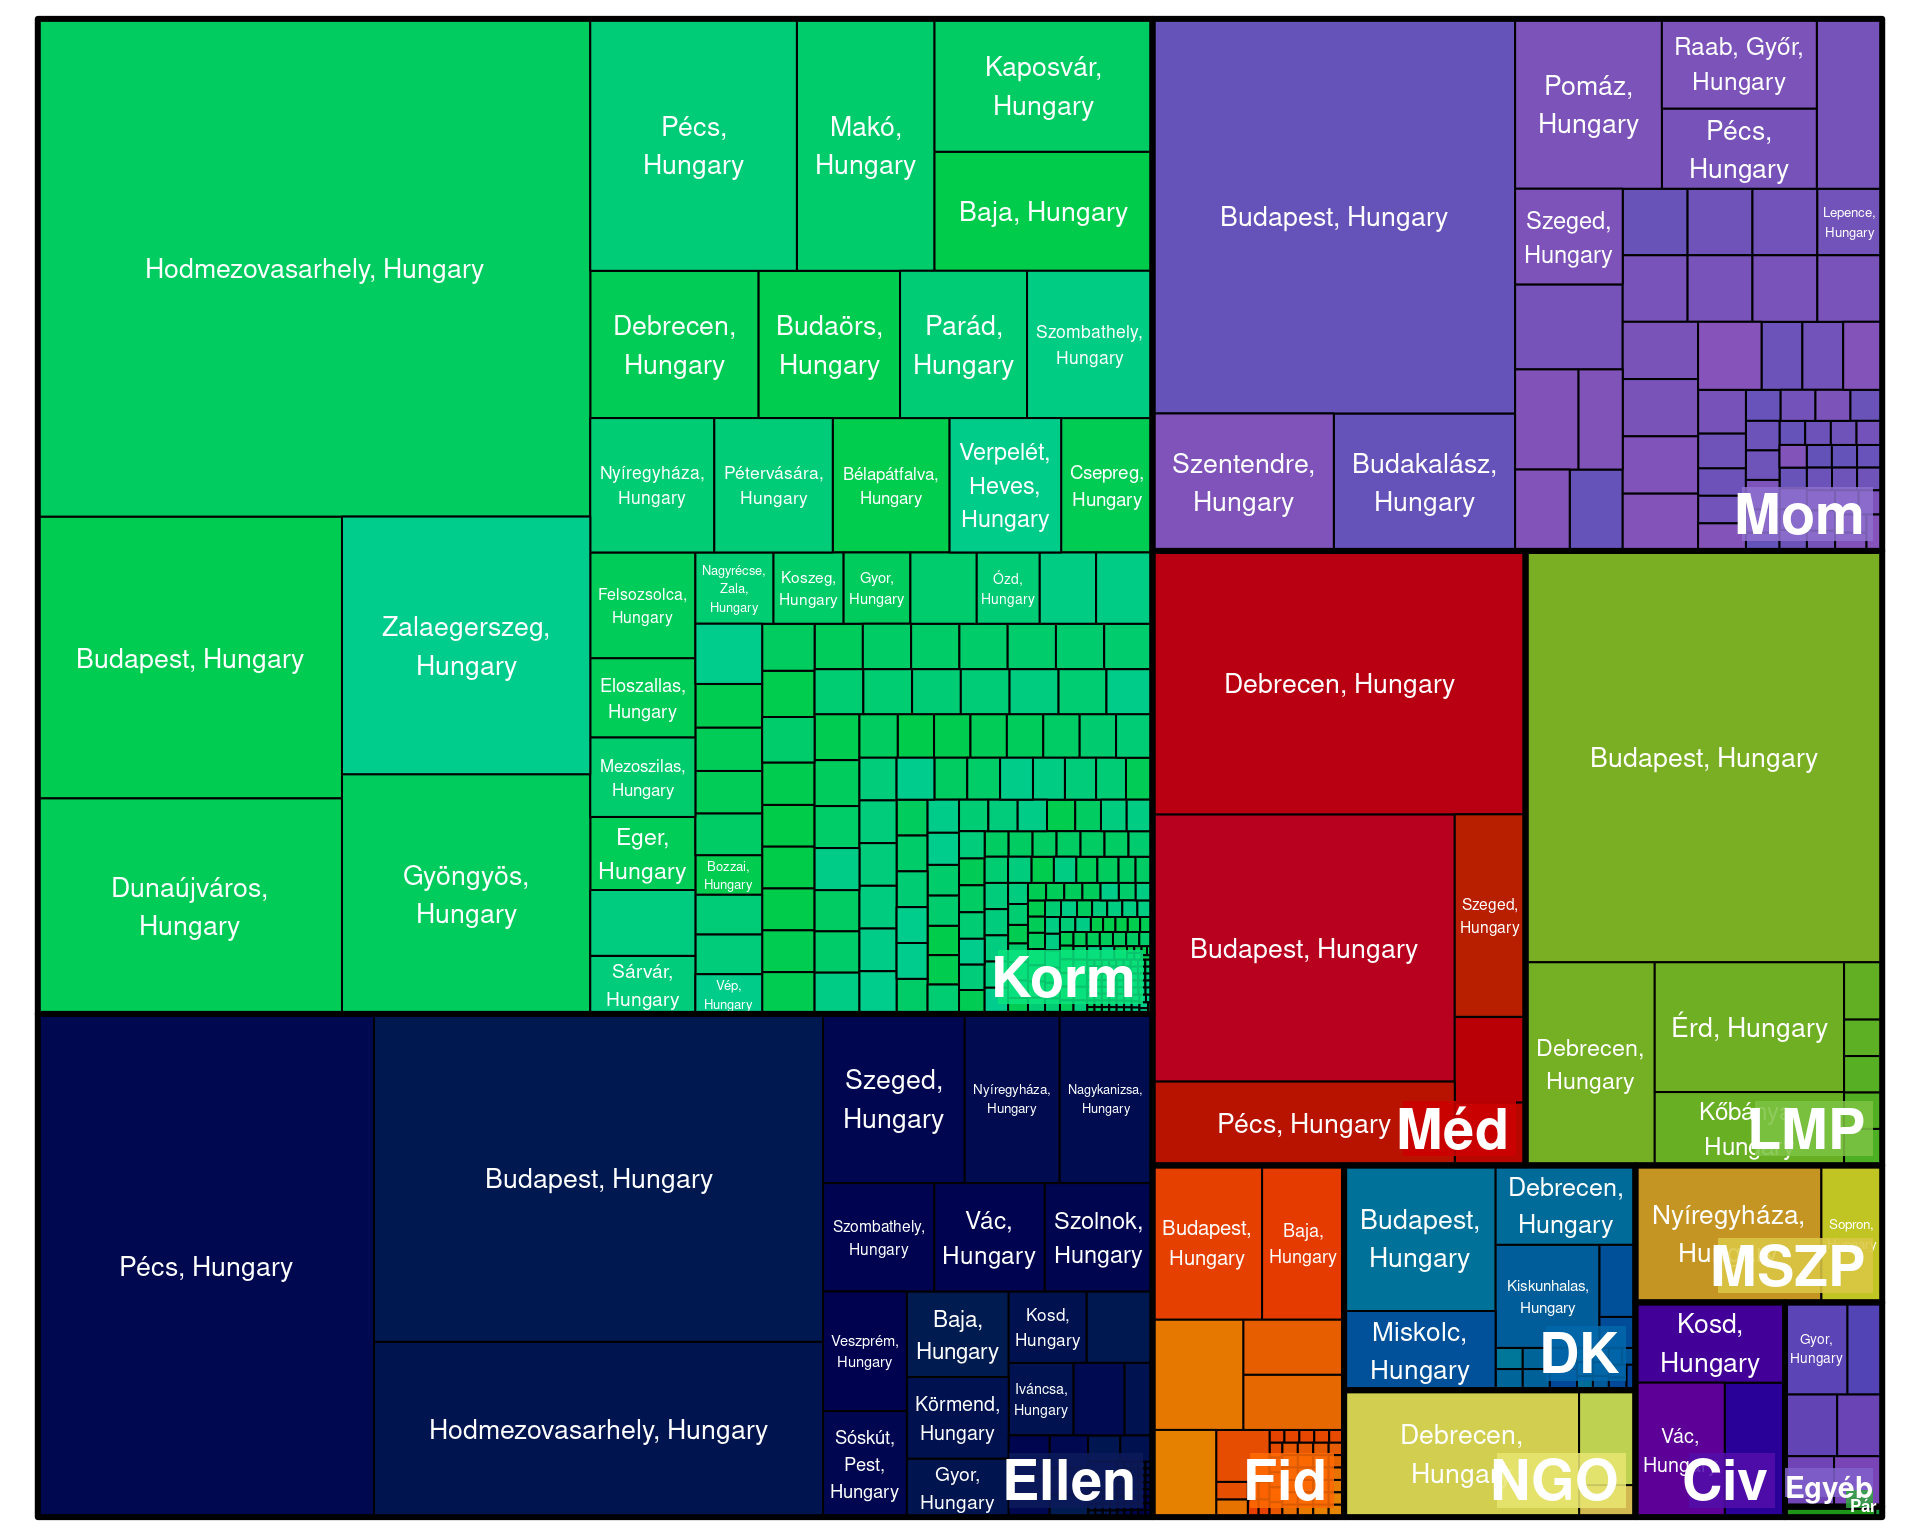 Hodmezovasarhely, Hungary
Budapest, Hungary
Zalaegerszeg,
Hungary
Dunaújváros,
Hungary
Gyöngyös,
Hungary
Pécs,
Hungary
Makó,
Hungary
Kaposvár,
Hungary
Baja, Hungary
Debrecen,
Hungary
Budaörs,
Hungary
Parád,
Hungary
Szombathely,
Hungary
Nyíregyháza,
Hungary
Pétervására,
Hungary
Bélapátfalva,
Hungary
Verpelét,
Heves,
Hungary
Csepreg,
Hungary
Felsozsolca,
Hungary
Nagyrécse,
Zala,
Hungary
Koszeg,
Hungary
Gyor,
Hungary
Ózd,
Hungary
Eloszallas,
Hungary
Mezoszilas,
Hungary
Eger,
Hungary
Bozzai,
Hungary
Sárvár,
Hungary
Vép,
Hungary
Korm
Budapest, Hungary
Pomáz,
Hungary
Raab, Győr,
Hungary
Pécs,
Hungary
Szeged,
Hungary
Lepence,
Hungary
Szentendre,
Hungary
Budakalász,
Hungary
Mom
Debrecen, Hungary
Budapest, Hungary
Szeged,
Hungary
Pécs, Hungary
Méd
Budapest, Hungary
Debrecen,
Hungary
Érd, Hungary
Kőbánya,
Hungary
LMP
Pécs, Hungary
Budapest, Hungary
Hodmezovasarhely, Hungary
Szeged,
Hungary
Nyíregyháza,
Hungary
Nagykanizsa,
Hungary
Szombathely,
Hungary
Vác,
Hungary
Szolnok,
Hungary
Veszprém,
Hungary
Baja,
Hungary
Kosd,
Hungary
Iváncsa,
Hungary
Körmend,
Hungary
Sóskút,
Pest,
Hungary
Gyor,
Hungary
Ellen
Budapest,
Hungary
Baja,
Hungary
Fid
Budapest,
Hungary
Debrecen,
Hungary
Kiskunhalas,
Hungary
Miskolc,
Hungary
DK
Debrecen,
Hungary
NGO
Nyíregyháza,
Sopron,
MSZP
Kosd,
Hungary
Vác,
Hungary
Civ
Gyor,
Hungary
Egyéb
Pár